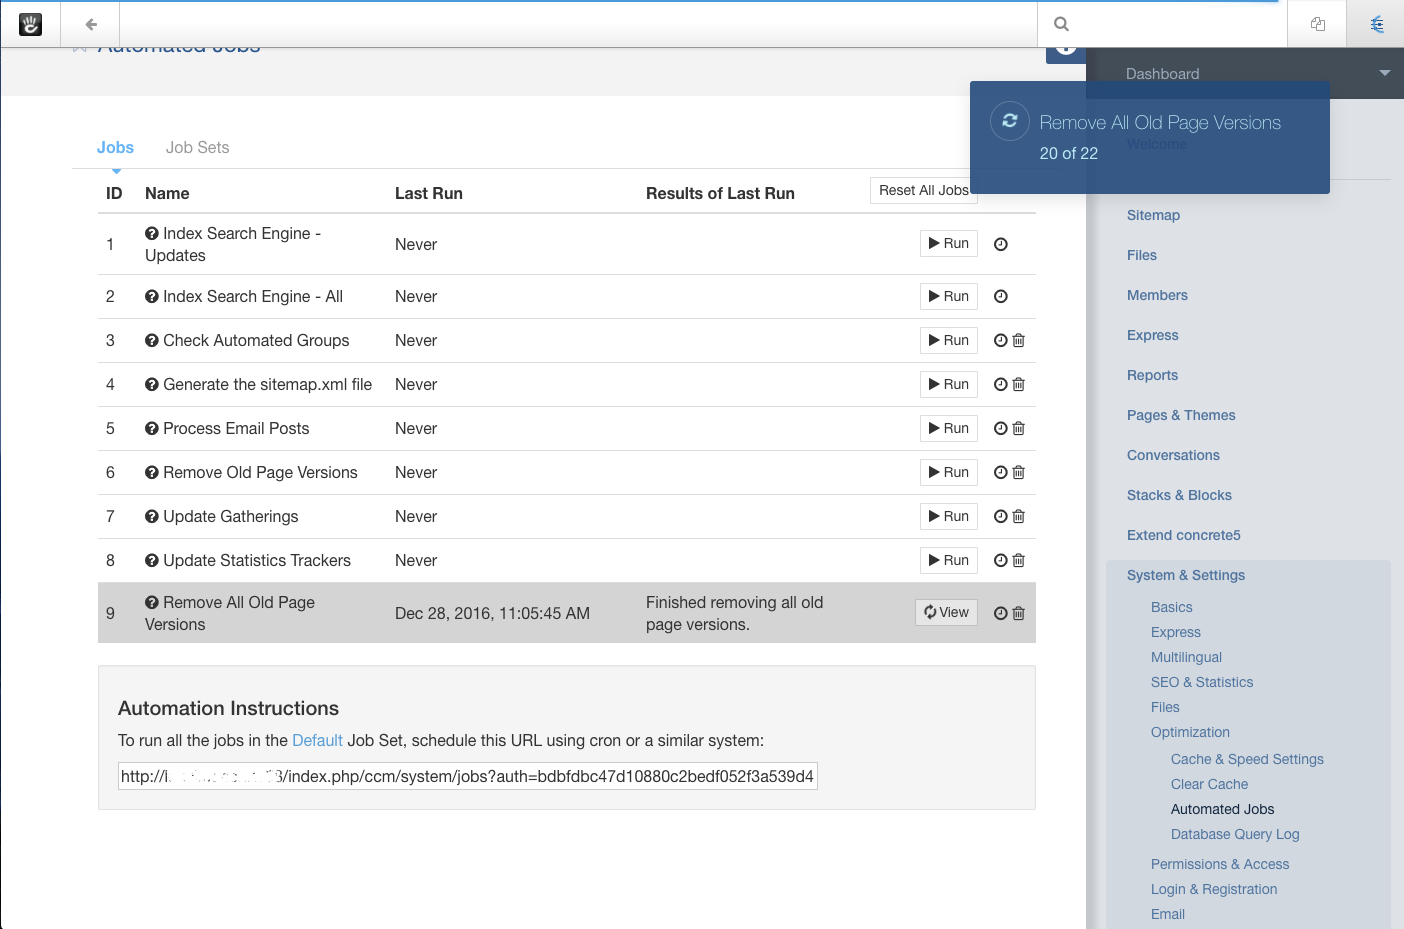 Automated Jobs
Dashboard
Remove All Old Page Versions
20 of 22
Welcome
Jobs
Job Sets
ID Name Last Run Results of Last Run Reset All Jobs
1 Index Search Engine -
Updates Never Run
2 Index Search Engine - All Never Run
3 Check Automated Groups Never Run
4 Generate the sitemap.xml file Never Run
5 Process Email Posts Never Run
6 Remove Old Page Versions Never Run
7 Update Gatherings Never Run
8 Update Statistics Trackers Never Run
9 Remove All Old Page
Versions Dec 28, 2016, 11:05:45 AM Finished removing all old
page versions. View
Automation Instructions
To run all the jobs in the Default Job Set, schedule this URL using cron or a similar system:
http://i /index.php/ccm/system/jobs?auth=bdbfdbc47d10880c2bedf052f3a539d4
Sitemap
Files
Members
Express
Reports
Pages & Themes
Conversations
Stacks & Blocks
Extend concrete5
System & Settings
Basics
Express
Multilingual
SEO & Statistics
Files
Optimization
Cache & Speed Settings
Clear Cache
Automated Jobs
Database Query Log
Permissions & Access
Login & Registration
Email